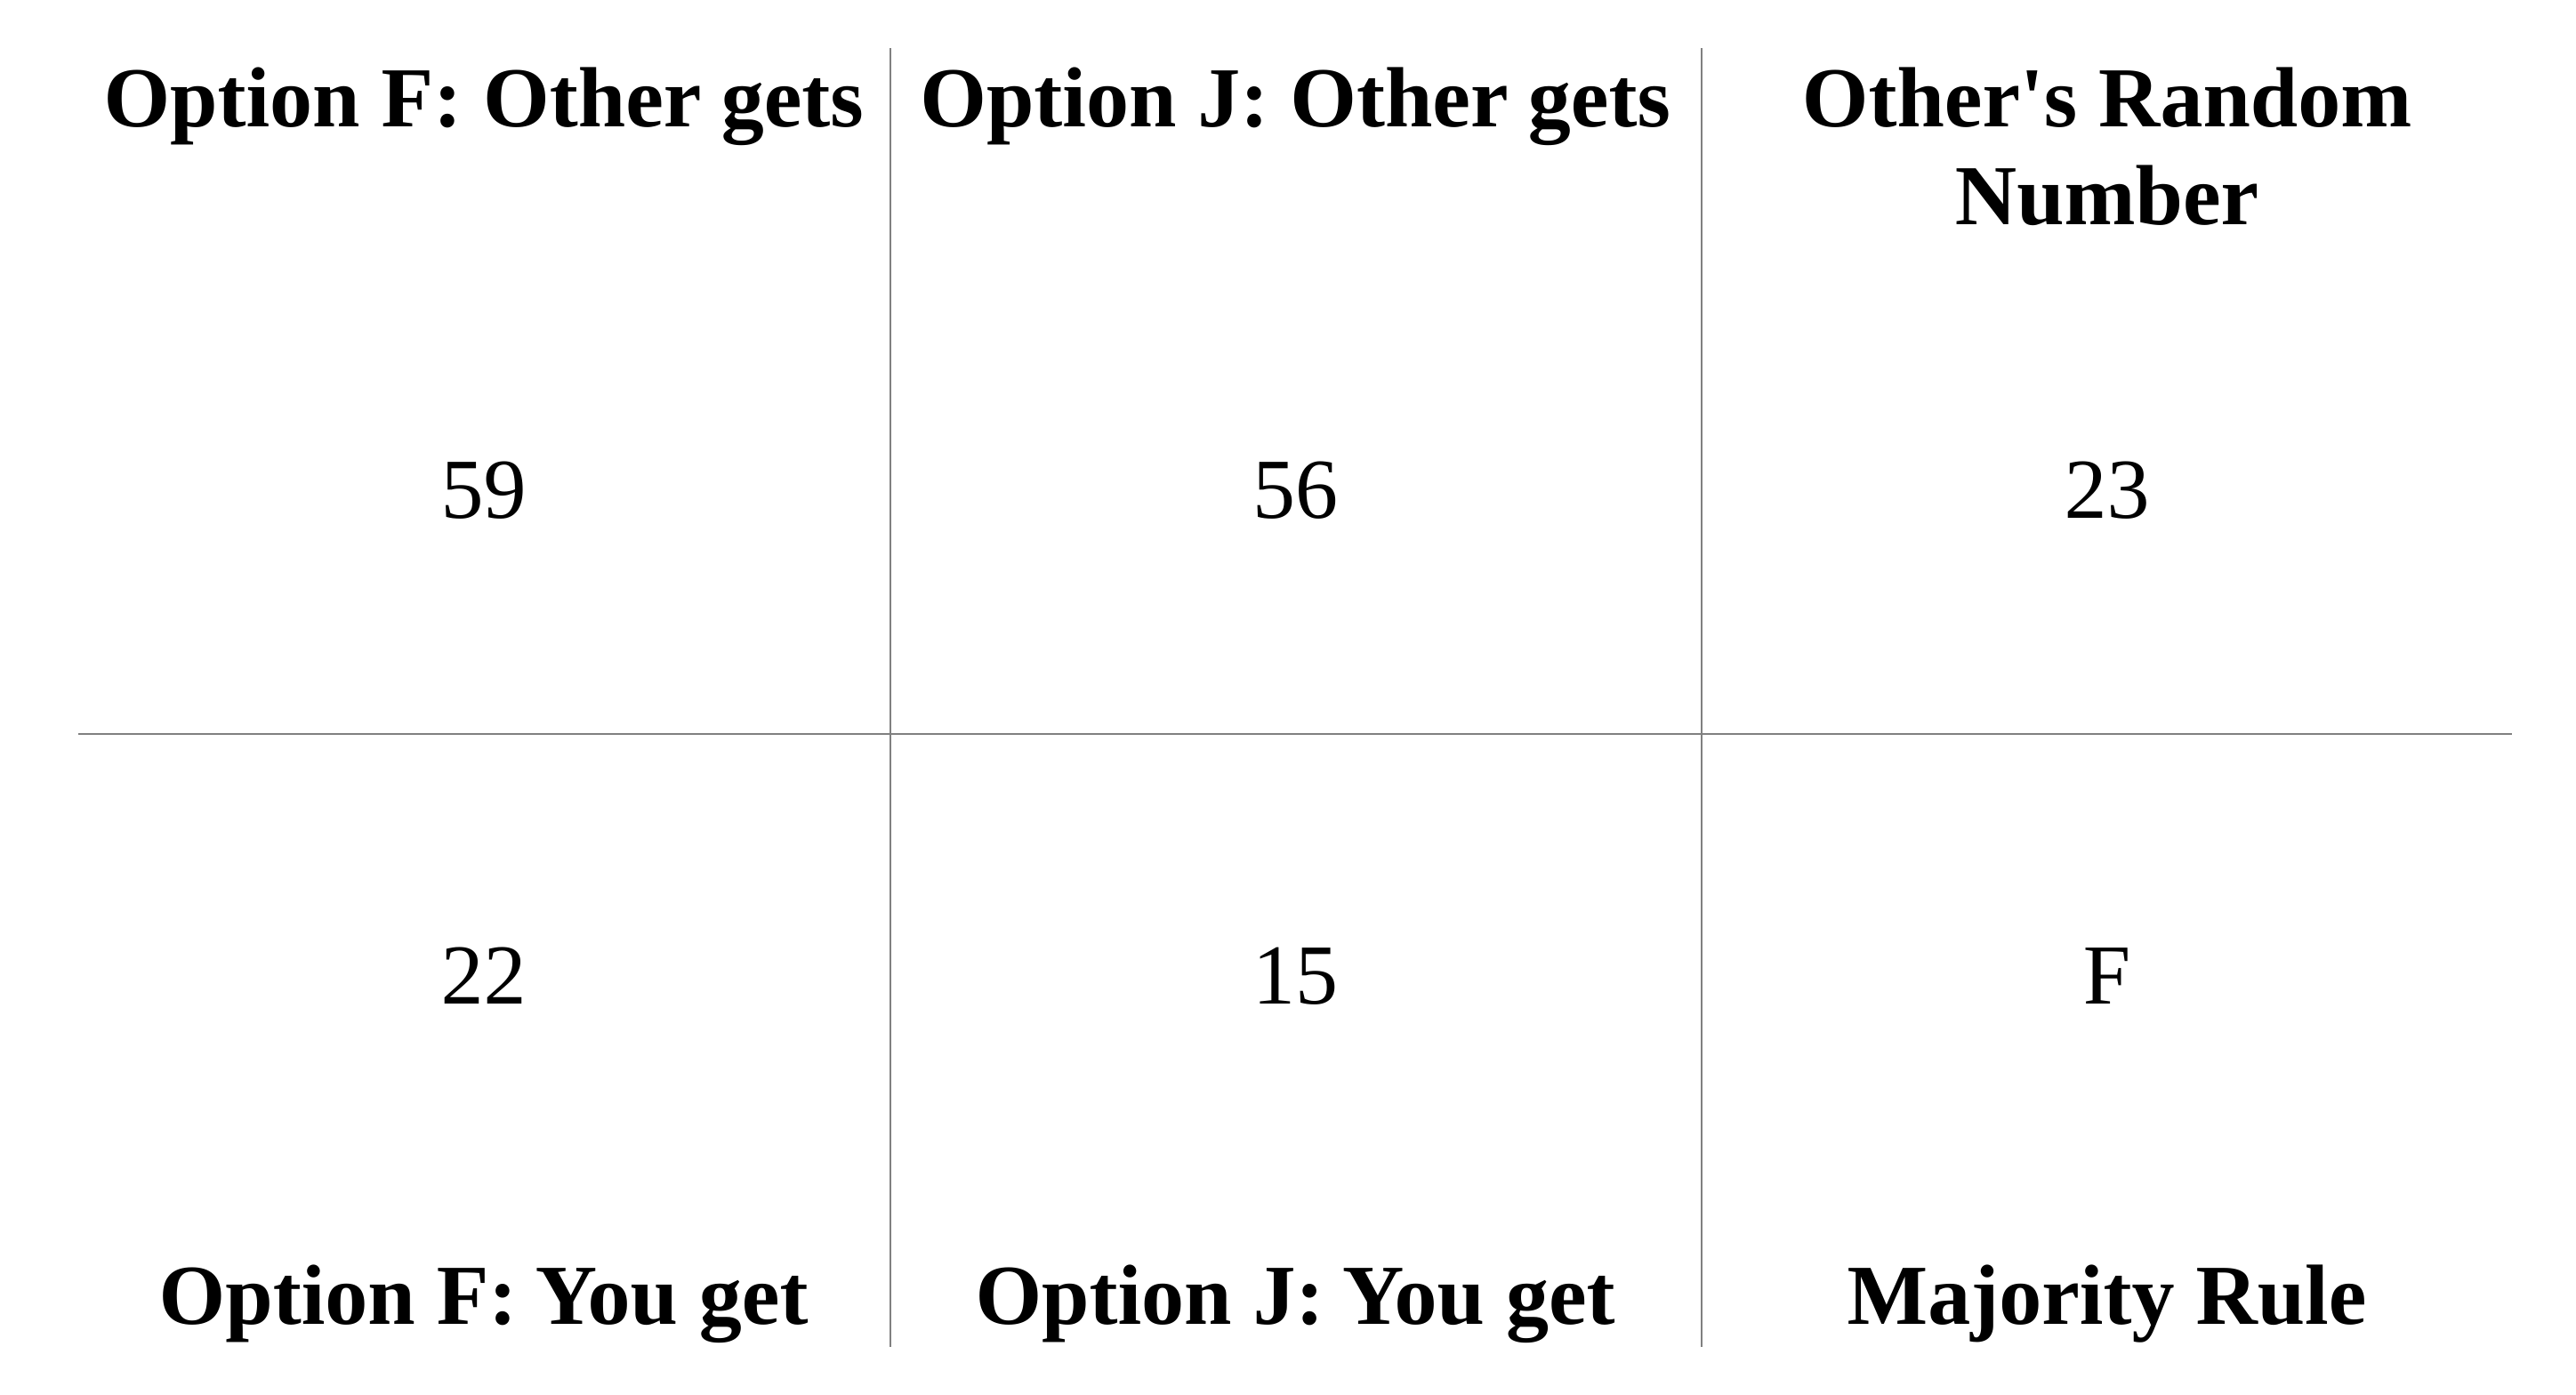 Option F: Other gets
Option J: Other gets
Other's Random
Number
59
56
23
22
15
F
Option F: You get
Option J: You get
Majority Rule